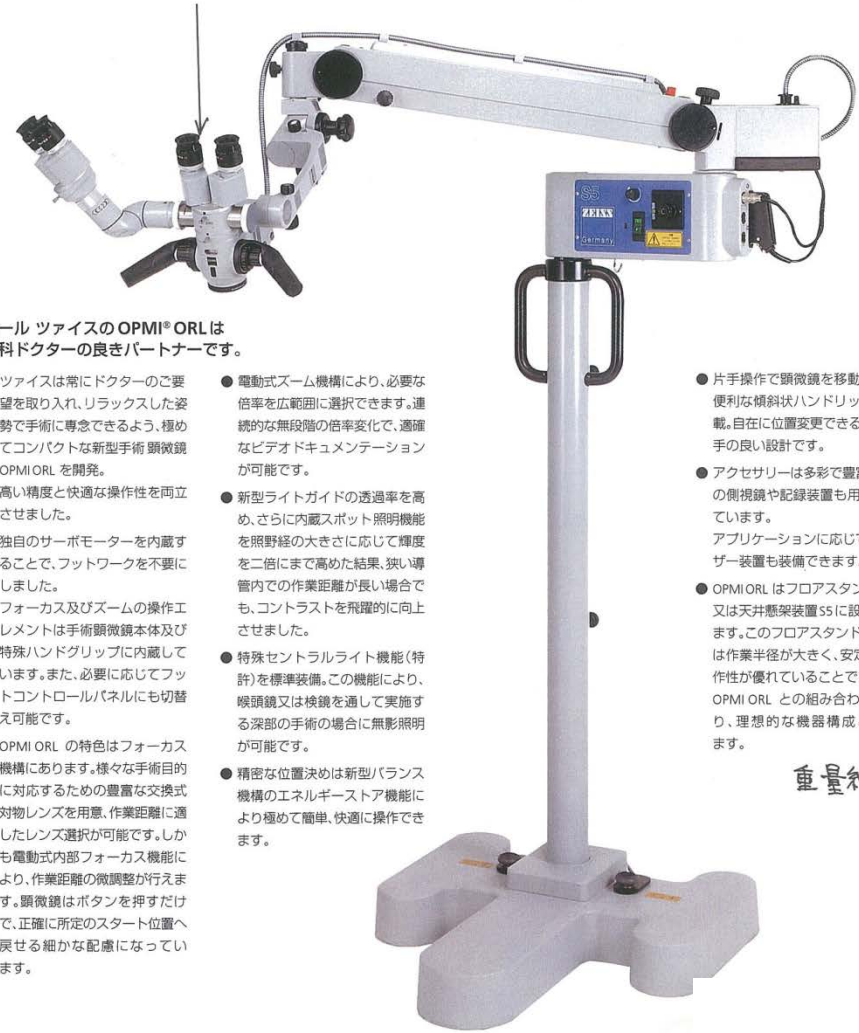 S5
ZEISS
Germany
ール ツァイスの OPMI® ORLは
科ドクターの良きパートナーです。
ツァイスは常にドクターのご要
望を取り入れ、リラックスした姿
勢で手術に専念できるよう、極め
てコンパクトな新型手術顕微鏡
OPMI ORL を開発。
高い精度と快適な操作性を両立
させました。
独自のサーボモーターを内蔵す
ることで、フットワークを不要に
しました。
フォーカス及びズームの操作エ
レメントは手術顕微鏡本体及び
特殊ハンドグリップに内蔵して
います。また、必要に応じてフッ
トコントロールパネルにも切替
え可能です。
OPMI ORL の特色はフォーカス
機構にあります。様々な手術目的
に対応するための豊富な交換式
対物レンズを用意、作業距離に適
したレンズ選択が可能です。しか
も電動式内部フォーカス機能に
より、作業距離の微調整が行えま
す。顕微鏡はボタンを押すだけ
で、正確に所定のスタート位置へ
戻せる細かな配慮になってい
ます。
● 電動式ズーム機構により、必要な
倍率を広範囲に選択できます。連
続的な無段階の倍率変化で、適確
なビデオドキュメンテーション
が可能です。
● 新型ライトガイドの透過率を高
め、さらに内蔵スポット照明機能
を照野経の大きさに応じて輝度
を二倍にまで高めた結果、狭い導
管内での作業距離が長い場合で
も、コントラストを飛躍的に向上
させました。
● 特殊セントラルライト機能（特
許）を標準装備。この機能により、
喉頭鏡又は検鏡を通して実施す
る深部の手術の場合に無影照明
が可能です。
● 精密な位置決めは新型バランス
機構のエネルギーストア機能に
より極めて簡単、快適に操作でき
ます。
● 片手操作で顕微鏡を移動
便利な傾斜状ハンドリッ
載。自在に位置変更できる
手の良い設計です。
● アクセサリーは多彩で豊富
の側視鏡や記録装置も用
ています。
アプリケーションに応じて
ザー装置も装備できます
● OPMI ORL はフロアスタン
又は天井懸架装置S5に設
ます。このフロアスタンド
は作業半径が大きく、安定
作性が優れていることで
OPMI ORL との組み合わ
り、理想的な機器構成
ます。
重量